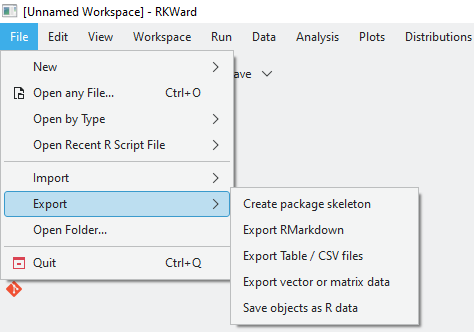 [Unnamed Workspace] - RKWard
File Edit View Workspace Run Data Analysis Plots Distributions
ave
New
Open any File... Ctrl+O
Open by Type
Open Recent R Script File
Import
Export
Open Folder...
Quit Ctrl+Q
Create package skeleton
Export RMarkdown
Export Table / CSV files
Export vector or matrix data
Save objects as R data